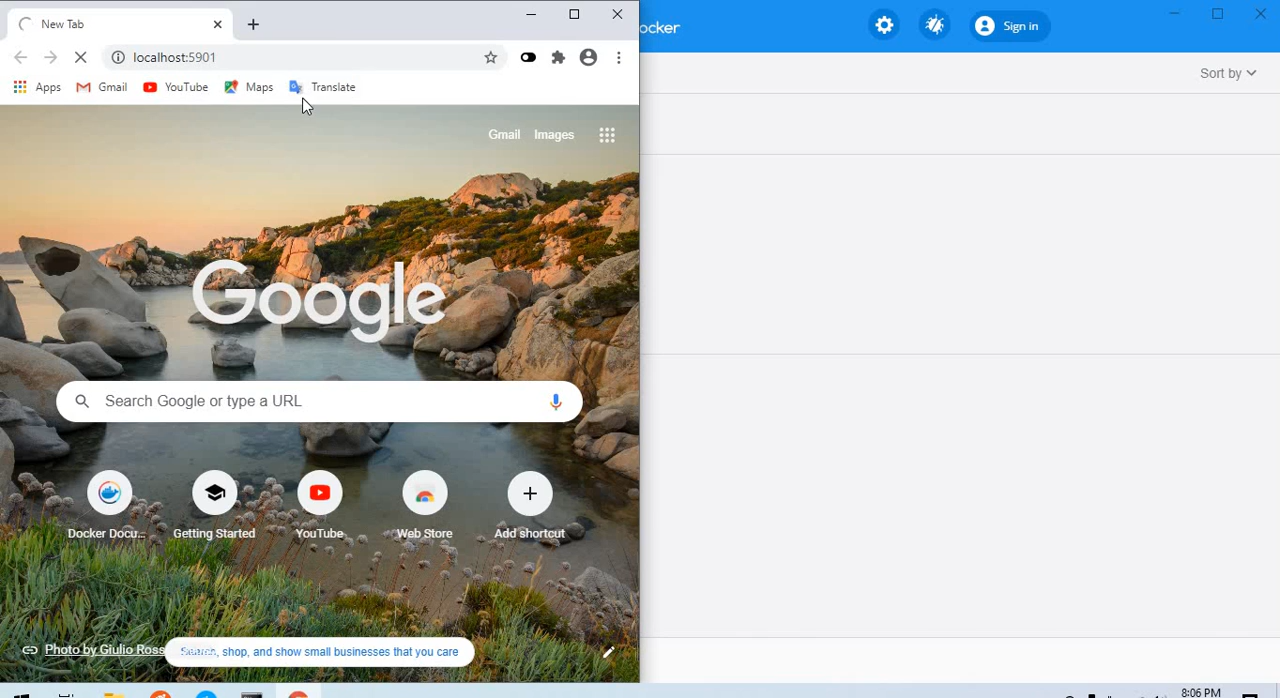 New Tab
localhost:5901
Apps Gmail YouTube Maps Translate
Gmail Images
Google
Search Google or type a URL
Docker Docu... Getting Started YouTube Web Store Add shortcut
Photo by Giulio Ross
Search, shop, and show small businesses that you care
ocker
Sign in
Sort by
8:06 PM